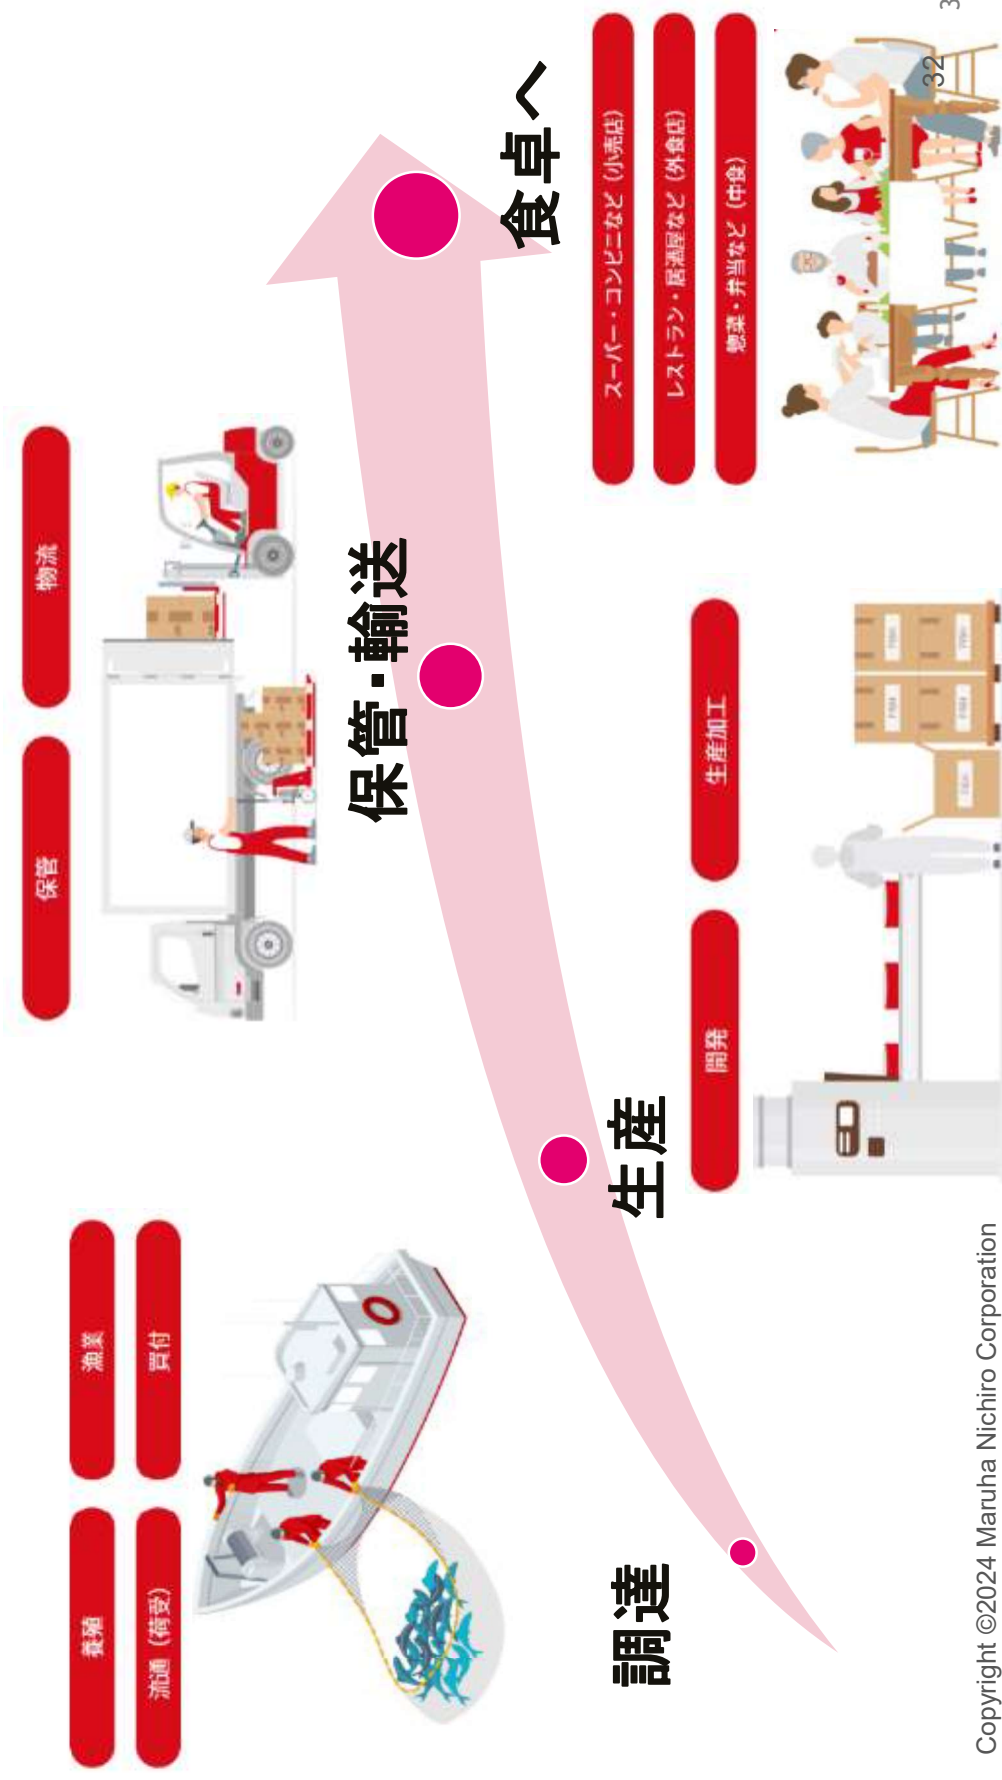 養殖
漁業
流通（荷受）
買付
調達
保管
物流
保管・輸送
生産
開発
生産加工
食卓へ
スーパー・コンビニなど（小売店）
レストラン・居酒屋など（外食店）
惣菜・弁当など（中食）
Copyright ©2024 Maruha Nichiro Corporation
32